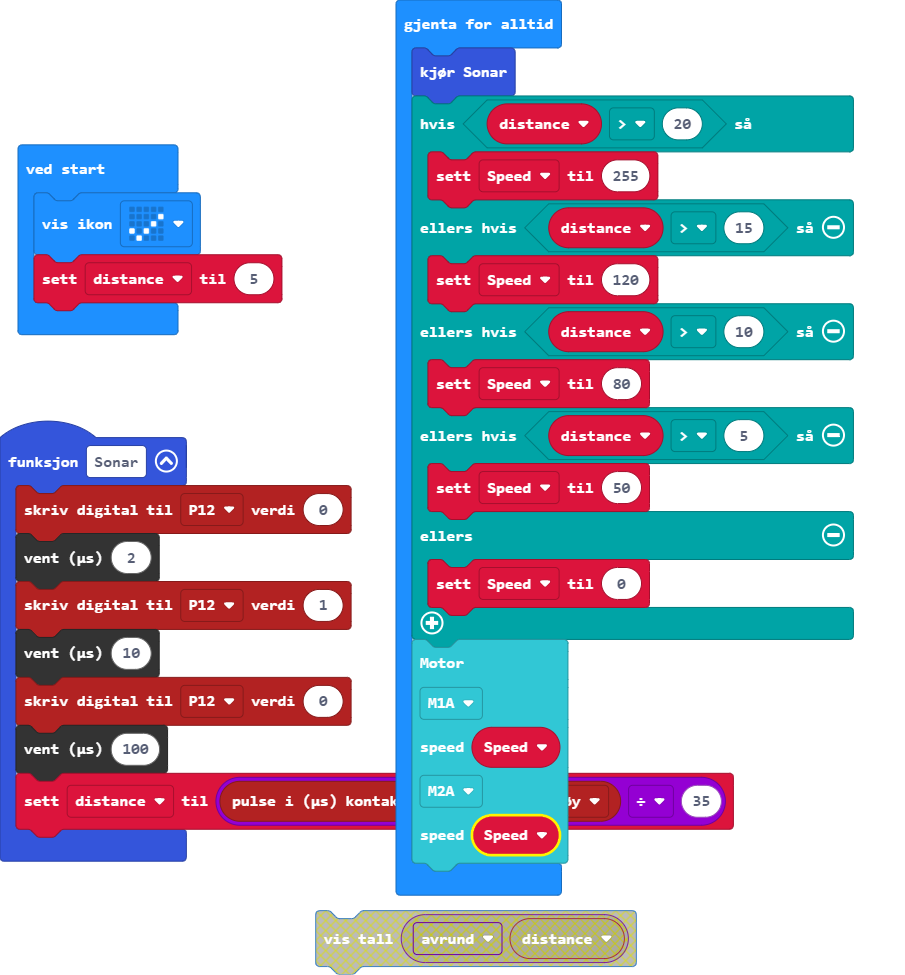 ved start
vis ikon
sett distance til 5
funksjon Sonar
skriv digital til P12 verdi 0
vent (µs) 2
skriv digital til P12 verdi 1
vent (µs) 10
skriv digital til P12 verdi 0
vent (µs) 100
sett distance til pulse i (µs) ÷ 35
gjenta for alltid
kjør Sonar
hvis distance > 20 så
sett Speed til 255
ellers hvis distance > 15 så
sett Speed til 120
ellers hvis distance > 10 så
sett Speed til 80
ellers hvis distance > 5 så
sett Speed til 50
ellers
sett Speed til 0
Motor
M1A
speed Speed
M2A
speed Speed
vis tall avrund distance